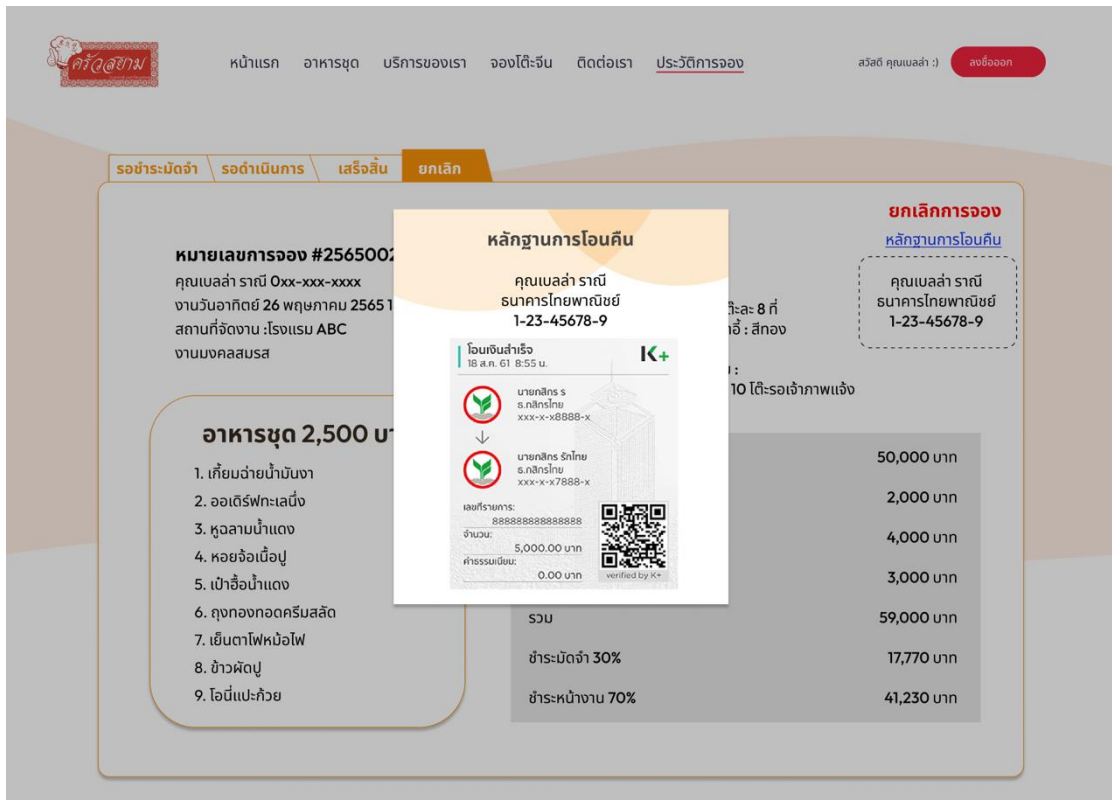 ครัวสยาม
หน้าแรก อาหารชุด บริการของเรา จองโต๊ะจีน ติดต่อเรา ประวัติการจอง
สวัสดี คุณเบลล่า :) ลงชื่อออก
รอชำระมัดจำ รอดำเนินการ เสร็จสิ้น ยกเลิก
ยกเลิกการจอง
หลักฐานการโอนคืน
คุณเบลล่า ราณี
ธนาคารไทยพาณิชย์
1-23-45678-9
หมายเลขการจอง #2565002
คุณเบลล่า ราณี 0xx-xxx-xxxx
งานวันอาทิตย์ 26 พฤษภาคม 2565 1
สถานที่จัดงาน :โรงแรม ABC
งานมงคลสมรส
๊ะละ 8 ที่
: สีทอง
:
10 โต๊ะรอเจ้าภาพแจ้ง
หลักฐานการโอนคืน
คุณเบลล่า ราณี
ธนาคารไทยพาณิชย์
1-23-45678-9
โอนเงินสำเร็จ
18 ส.ค. 61 8:55 น.
K+
นายกสิกร ร
ธ.กสิกรไทย
xxx-x-x8888-x
นายกสิกร รักไทย
ธ.กสิกรไทย
xxx-x-x7888-x
เลขที่รายการ:
888888888888888
จำนวน:
5,000.00 บาท
ค่าธรรมเนียม:
0.00 บาท
verified by K+
อาหารชุด 2,500 บ
1. เกี้ยมฉ่ายน้ำมันงา
2. ออเดิร์ฟทะเลนึ่ง
3. หูฉลามน้ำแดง
4. หอยจ้อเนื้อปู
5. เป๋าฮื้อน้ำแดง
6. ถุงทองทอดครีมสลัด
7. เย็นตาโฟหม้อไฟ
8. ข้าวผัดปู
9. โอนี่แปะก้วย
50,000 บาท
2,000 บาท
4,000 บาท
3,000 บาท
รวม 59,000 บาท
ชำระมัดจำ 30% 17,770 บาท
ชำระหน้างาน 70% 41,230 บาท